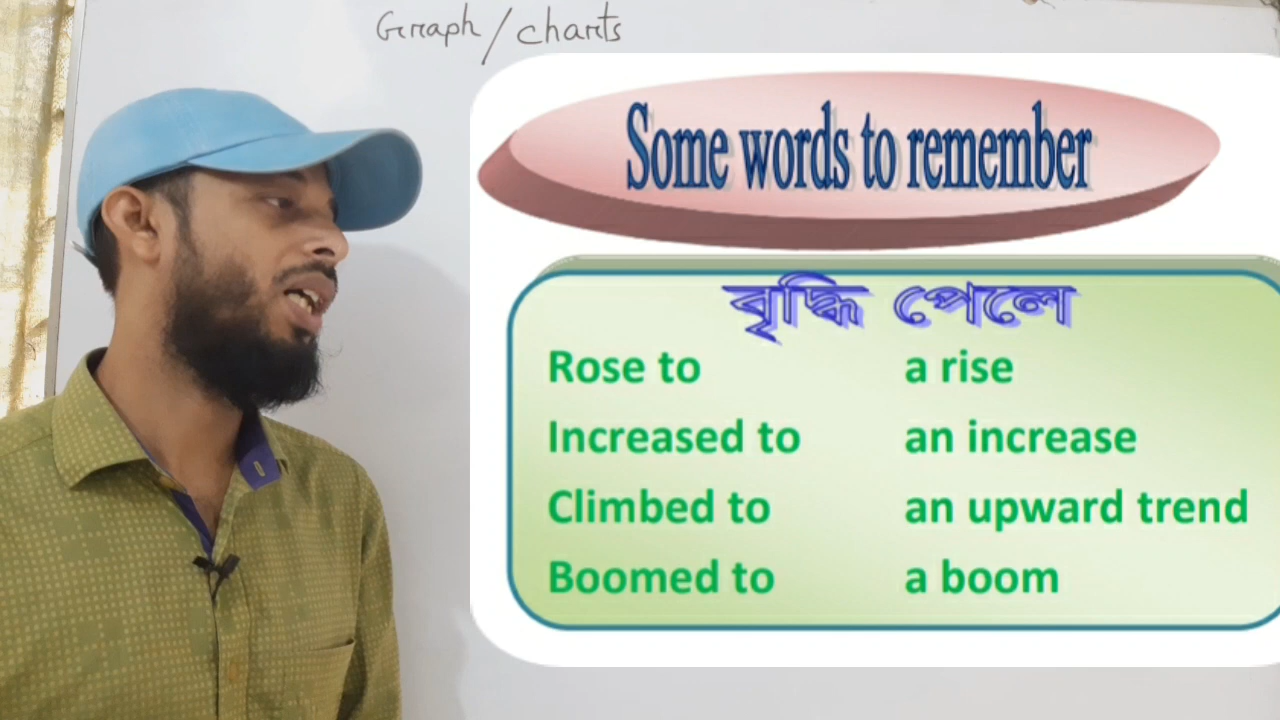 Graph / charts
Some words to remember
বৃদ্ধি পেলে
Rose to a rise
Increased to an increase
Climbed to an upward trend
Boomed to a boom